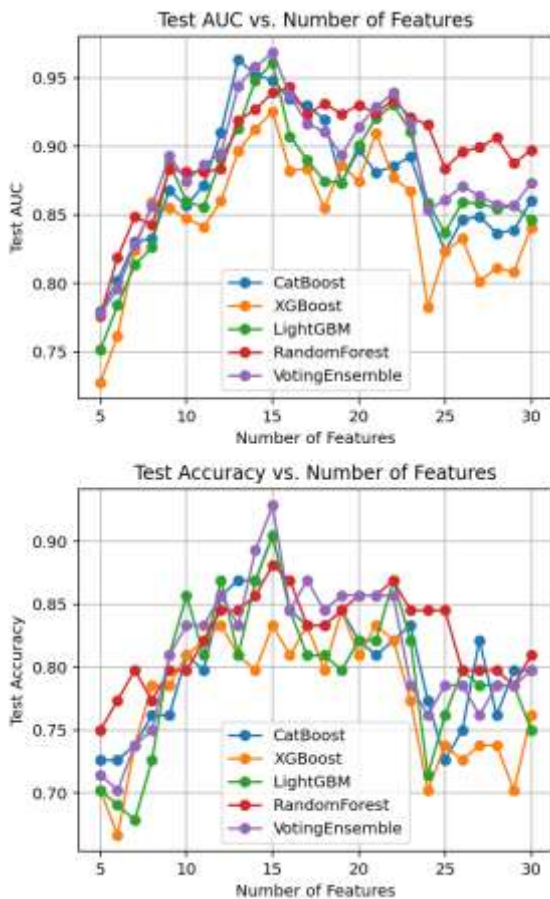 Test AUC vs. Number of Features
Test AUC
0.95
0.90
0.85
0.80
0.75
CatBoost
XGBoost
LightGBM
RandomForest
VotingEnsemble
5 10 15 20 25 30
Number of Features
Test Accuracy vs. Number of Features
Test Accuracy
0.90
0.85
0.80
0.75
0.70
CatBoost
XGBoost
LightGBM
RandomForest
VotingEnsemble
5 10 15 20 25 30
Number of Features